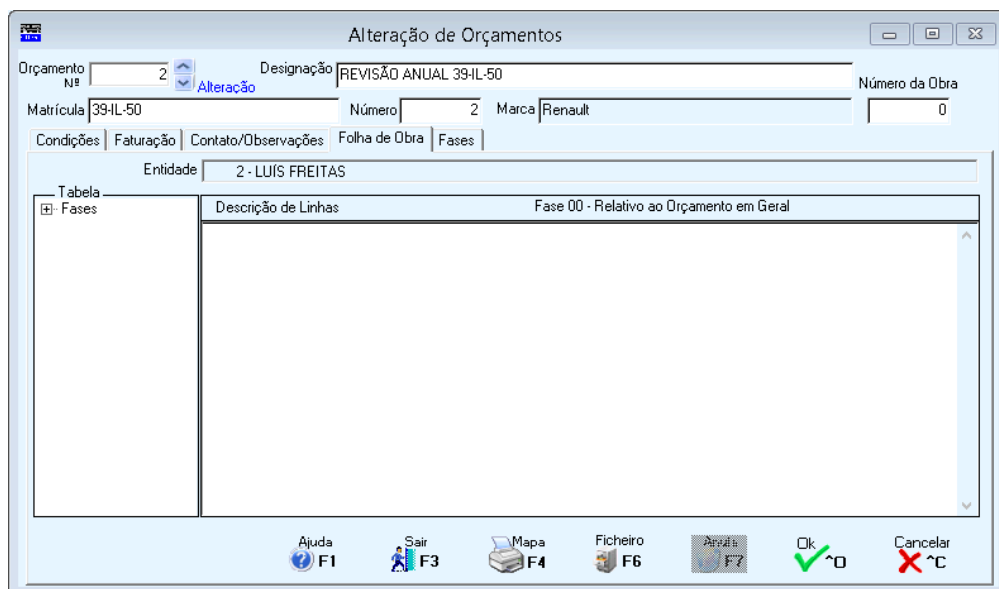 Alteração de Orçamentos
Orçamento Nº 2 Alteração Designação REVISÃO ANUAL 39-IL-50
Número da Obra
Matrícula 39-IL-50 Número 2 Marca Renault 0
Condições Faturação Contato/Observações Folha de Obra Fases
Entidade 2 - LUÍS FREITAS
Tabela
Fases
Descrição de Linhas Fase 00 - Relativo ao Orçamento em Geral
Ajuda F1 Sair F3 Mapa F4 Ficheiro F6 Anula F7 Ok ^O Cancelar ^C